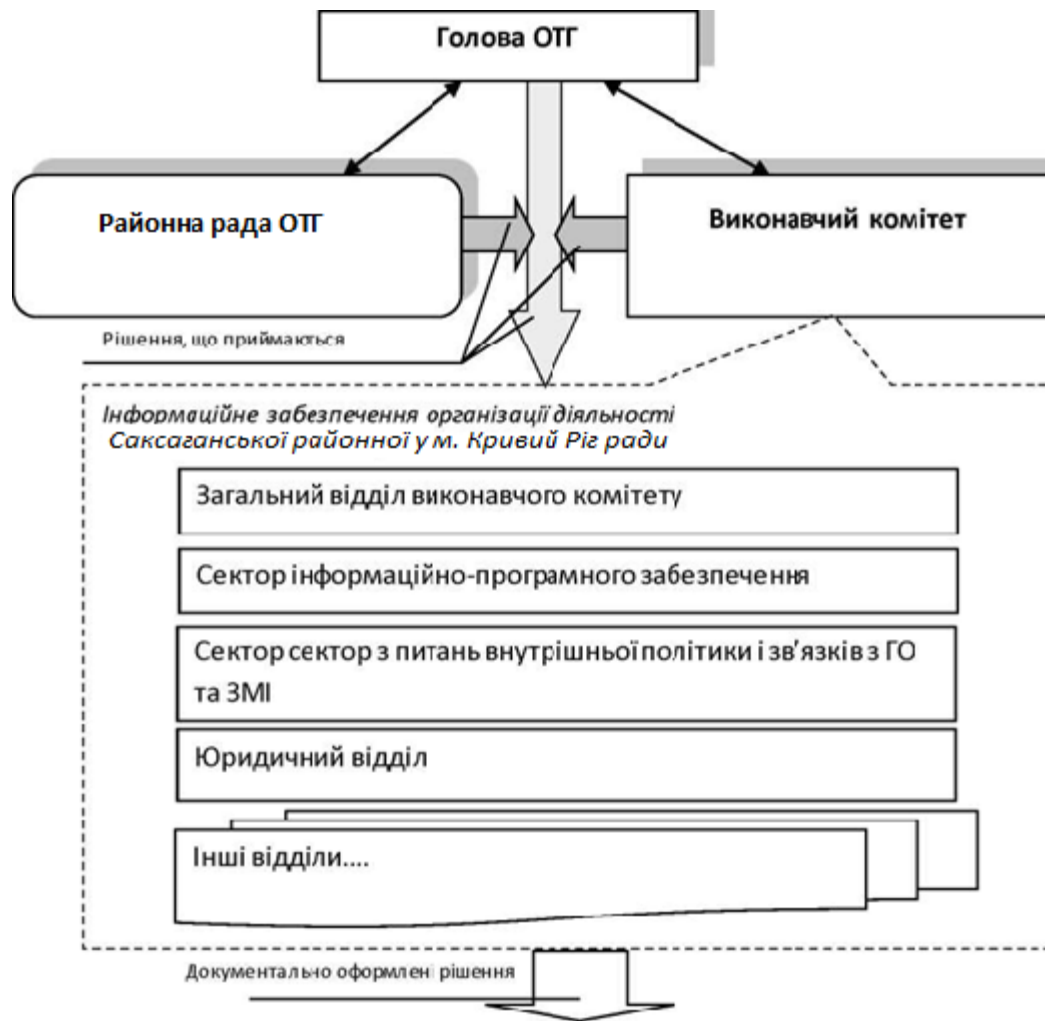 Голова ОТГ
Районна рада ОТГ
Виконавчий комітет
Рішення, що приймається
Інформаційне забезпечення організації діяльності
Саксаганської районної у м. Кривий Ріг ради
Загальний відділ виконавчого комітету
Сектор інформаційно-програмного забезпечення
Сектор сектор з питань внутрішньої політики і зв’язків з ГО
та ЗМІ
Юридичний відділ
Інші відділи....
Документально оформлені рішення